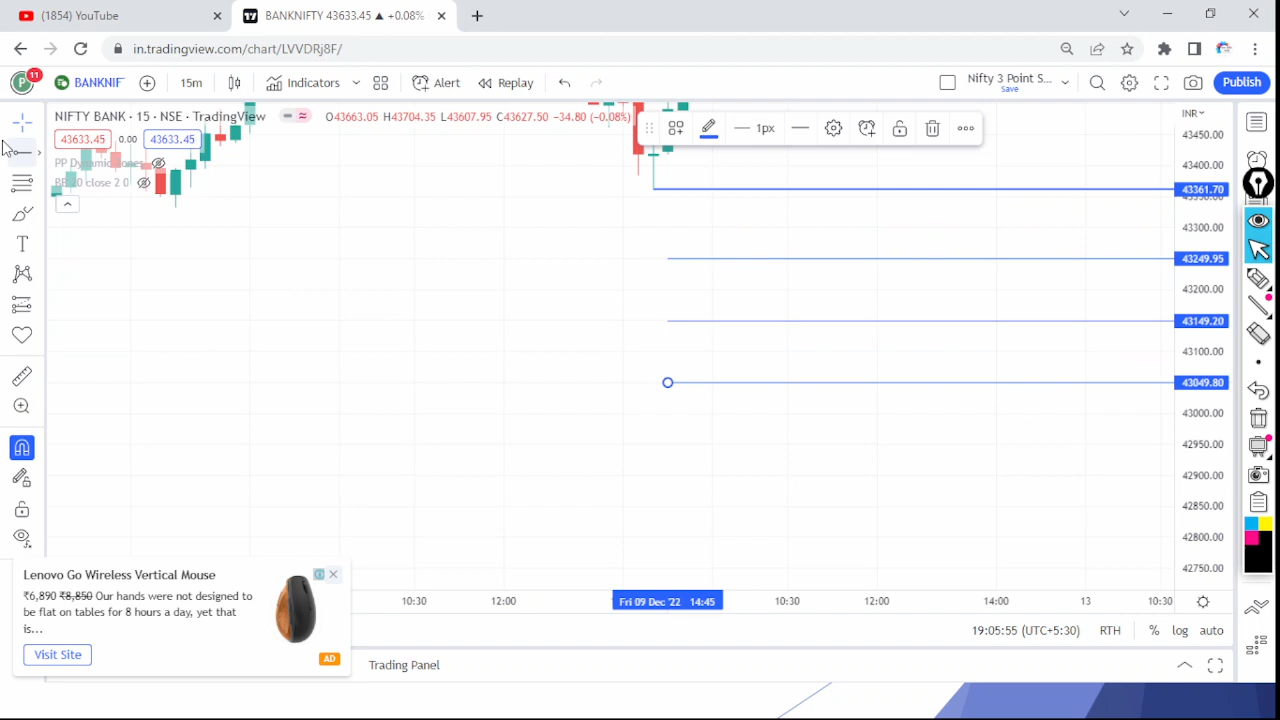 (1854) YouTube
BANKNIFTY 43633.45 ▲ +0.08%
in.tradingview.com/chart/LVVDRj8F/
P 11 BANKNIF 15m Indicators Alert Replay Nifty 3 Point S... Save Publish
NIFTY BANK · 15 · NSE · TradingView O43663.05 H43704.35 L43607.95 C43627.50 -34.80 (-0.08%)
43633.45 0.00 43633.45
BB 20 close 2 0
1px
INR
43450.00
43400.00
43361.70
43300.00
43249.95
43200.00
43149.20
43100.00
43049.80
43000.00
42950.00
42900.00
42850.00
42800.00
42750.00
10:30 12:00 Fri 09 Dec '22 14:45 10:30 12:00 14:00 13 10:30
19:05:55 (UTC+5:30) RTH % log auto
Trading Panel
Lenovo Go Wireless Vertical Mouse
₹6,890 ₹8,850 Our hands were not designed to
be flat on tables for 8 hours a day, yet that
is...
Visit Site
AD